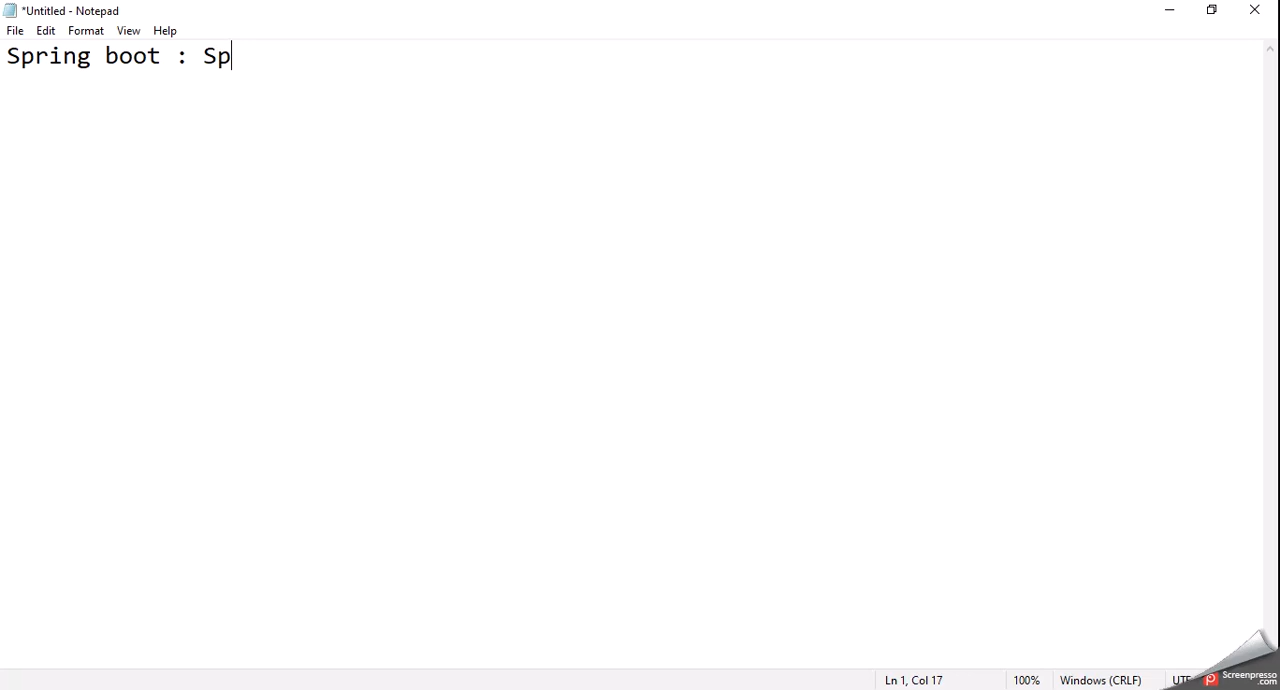 *Untitled - Notepad
File Edit Format View Help
Spring boot : Sp
Ln 1, Col 17 100% Windows (CRLF) UTF
Screenpresso
.com